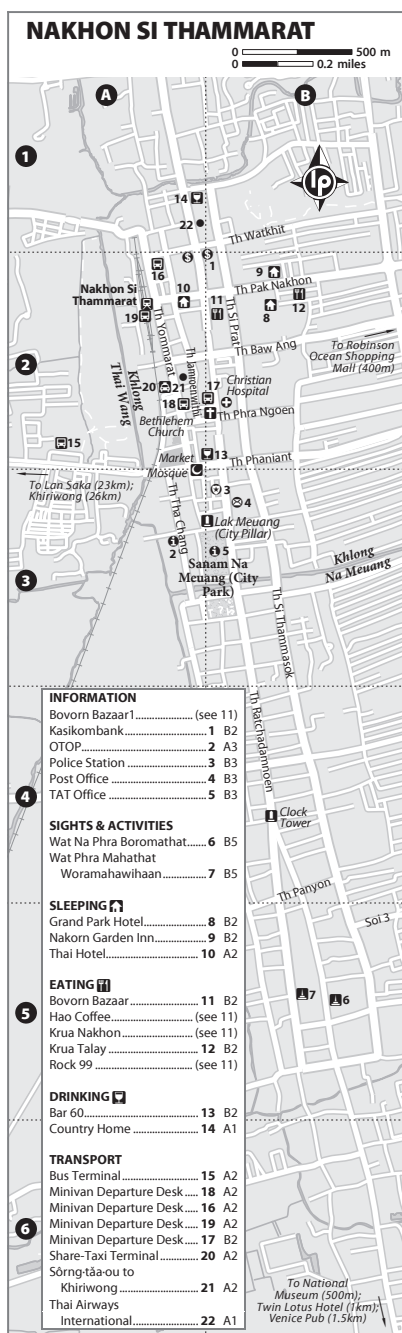 NAKHON SI THAMMARAT
0 500 m
0 0.2 miles
A
B
1
lp
14
22
Th Watkhit
1
16
10
9
Th Pak Nakhon
Nakhon Si
Thammarat
11
8
12
19
Th Yommarat
Th Jamroenwithi
Th Si Prat
Th Baw Ang
To Robinson
Ocean Shopping
Mall (400m)
2
Khlong
Thai Wang
20
21
17
Christian
Hospital
18
Th Phra Ngoen
Bethlehem
Church
15
Market
13
Th Phaniant
Mosque
To Lan Saka (23km);
Khiriwong (26km)
3
4
Th Tha Chang
Lak Meuang
(City Pillar)
2
5
Khlong
Na Meuang
3
Sanam Na
Meuang (City
Park)
Th Si Thammasok
Th Ratchadamnoen
4
Clock
Tower
Th Panyon
Soi 3
5
7
6
6
To National
Museum (500m);
Twin Lotus Hotel (1km);
Venice Pub (1.5km)
INFORMATION
Bovorn Bazaar1.................. (see 11)
Kasikombank.......................1 B2
OTOP.....................................2 A3
Police Station ......................3 B3
Post Office ...........................4 B3
TAT Office .............................5 B3
SIGHTS & ACTIVITIES
Wat Na Phra Boromathat......6 B5
Wat Phra Mahathat
Woramahawihaan..............7 B5
SLEEPING
Grand Park Hotel..................8 B2
Nakorn Garden Inn...............9 B2
Thai Hotel...........................10 A2
EATING
Bovorn Bazaar ....................11 B2
Hao Coffee...................... (see 11)
Krua Nakhon ................... (see 11)
Krua Talay ..........................12 B2
Rock 99 ........................... (see 11)
DRINKING
Bar 60.................................13 B2
Country Home ....................14 A1
TRANSPORT
Bus Terminal ......................15 A2
Minivan Departure Desk.....18 A2
Minivan Departure Desk.....16 A2
Minivan Departure Desk.....19 A2
Minivan Departure Desk.....17 B2
Share-Taxi Terminal............20 A2
Sŏrng-tăa-ou to
Khiriwong ......................21 A2
Thai Airways
International...................22 A1